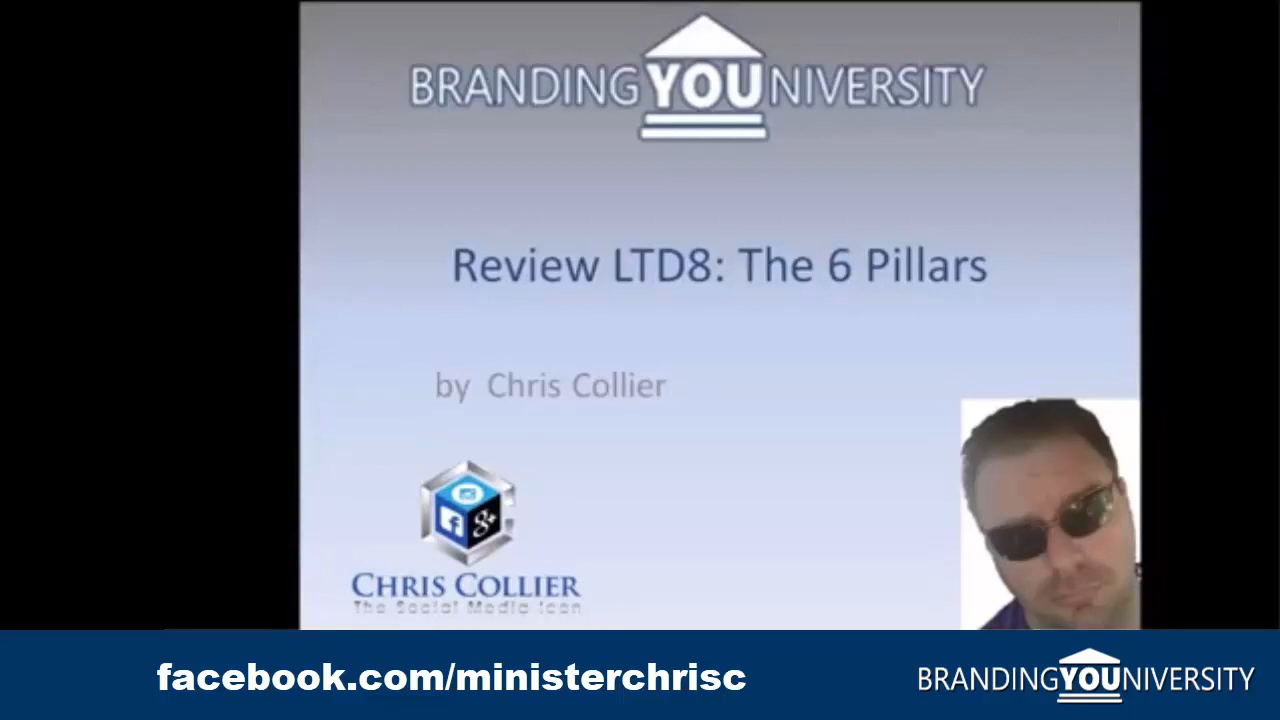 BRANDINGYOUNIVERSITY
Review LTD8: The 6 Pillars
by Chris Collier
f g+
CHRIS COLLIER
The Social Media Icon
facebook.com/ministerchrisc
BRANDINGYOUNIVERSITY